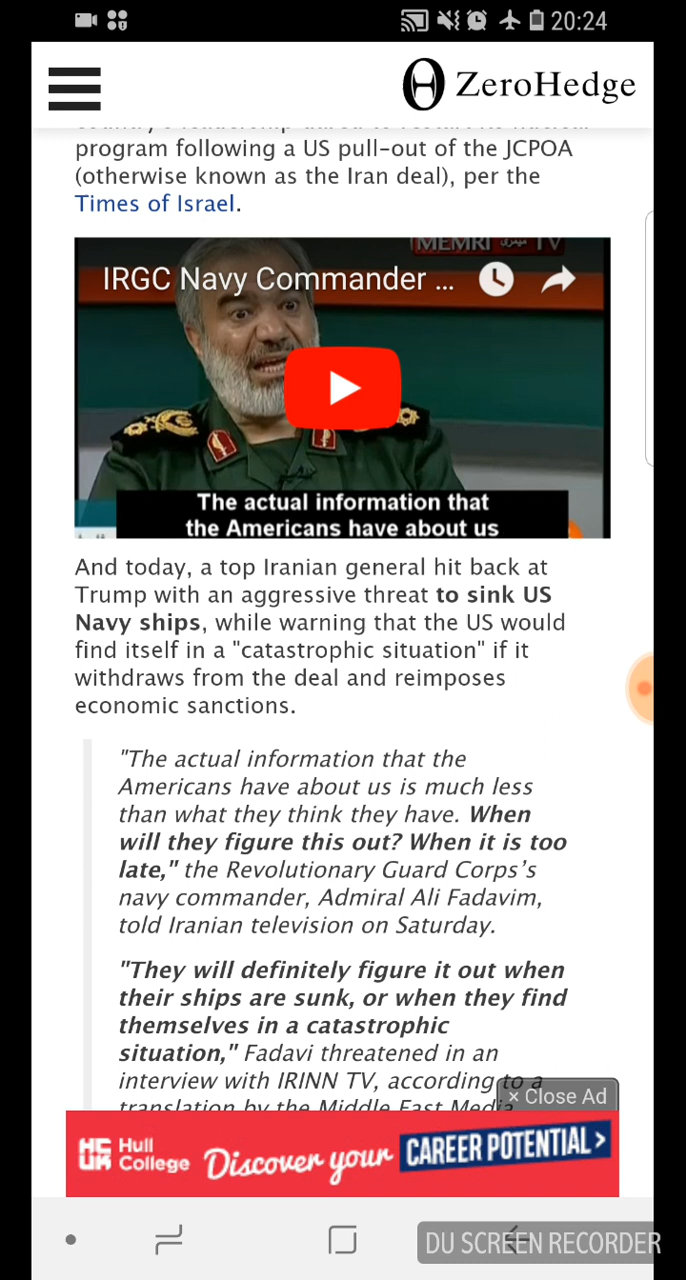 20:24
ZeroHedge
program following a US pull-out of the JCPOA
(otherwise known as the Iran deal), per the
Times of Israel.
MEMRI TV
IRGC Navy Commander ...
The actual information that
the Americans have about us
And today, a top Iranian general hit back at
Trump with an aggressive threat to sink US
Navy ships, while warning that the US would
find itself in a "catastrophic situation" if it
withdraws from the deal and reimposes
economic sanctions.
"The actual information that the
Americans have about us is much less
than what they think they have. When
will they figure this out? When it is too
late," the Revolutionary Guard Corps's
navy commander, Admiral Ali Fadavim,
told Iranian television on Saturday.
"They will definitely figure it out when
their ships are sunk, or when they find
themselves in a catastrophic
situation," Fadavi threatened in an
interview with IRINN TV, according to a
translation by the Middle East Media
× Close Ad
Hull
College
Discover your
CAREER POTENTIAL >
DU SCREEN RECORDER